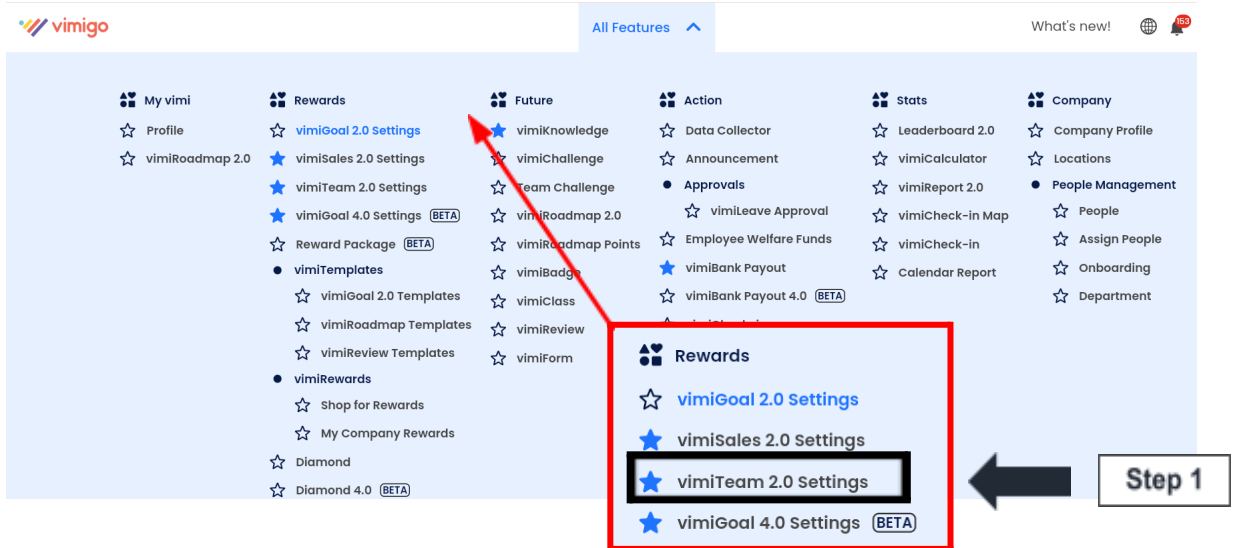 vimigo
All Features
What's new!
153
My vimi
Profile
vimiRoadmap 2.0
Rewards
vimiGoal 2.0 Settings
vimiSales 2.0 Settings
vimiTeam 2.0 Settings
vimiGoal 4.0 Settings BETA
Reward Package BETA
vimiTemplates
vimiGoal 2.0 Templates
vimiRoadmap Templates
vimiReview Templates
vimiRewards
Shop for Rewards
My Company Rewards
Diamond
Diamond 4.0 BETA
Future
vimiKnowledge
vimiChallenge
Team Challenge
vimiRoadmap 2.0
vimiRoadmap Points
vimiBadge
vimiClass
vimiReview
vimiForm
Action
Data Collector
Announcement
Approvals
vimiLeave Approval
Employee Welfare Funds
vimiBank Payout
vimiBank Payout 4.0 BETA
Stats
Leaderboard 2.0
vimiCalculator
vimiReport 2.0
vimiCheck-in Map
vimiCheck-in
Calendar Report
Company
Company Profile
Locations
People Management
People
Assign People
Onboarding
Department
Rewards
vimiGoal 2.0 Settings
vimiSales 2.0 Settings
vimiTeam 2.0 Settings
vimiGoal 4.0 Settings BETA
Step 1